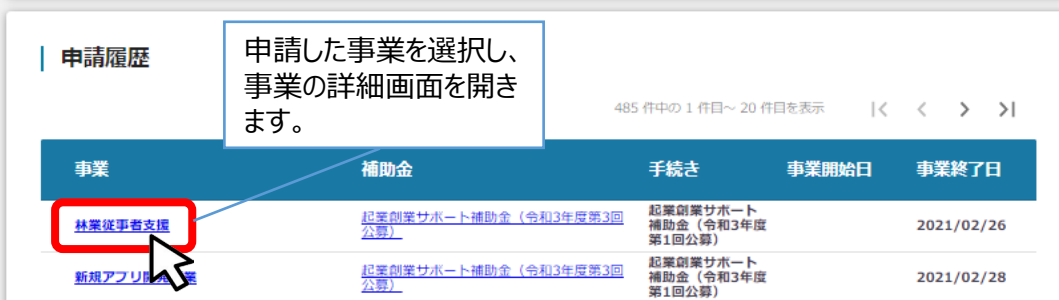 申請履歴
申請した事業を選択し、
事業の詳細画面を開き
ます。
485 件中の 1 件目～ 20 件目を表示
事業 補助金 手続き 事業開始日 事業終了日
林業従事者支援
起業創業サポート補助金（令和3年度第3回
公募）
起業創業サポート
補助金（令和3年度
第1回公募）
2021/02/26
新規アプリ開発 業
起業創業サポート補助金（令和3年度第3回
公募）
起業創業サポート
補助金（令和3年度
第1回公募）
2021/02/28